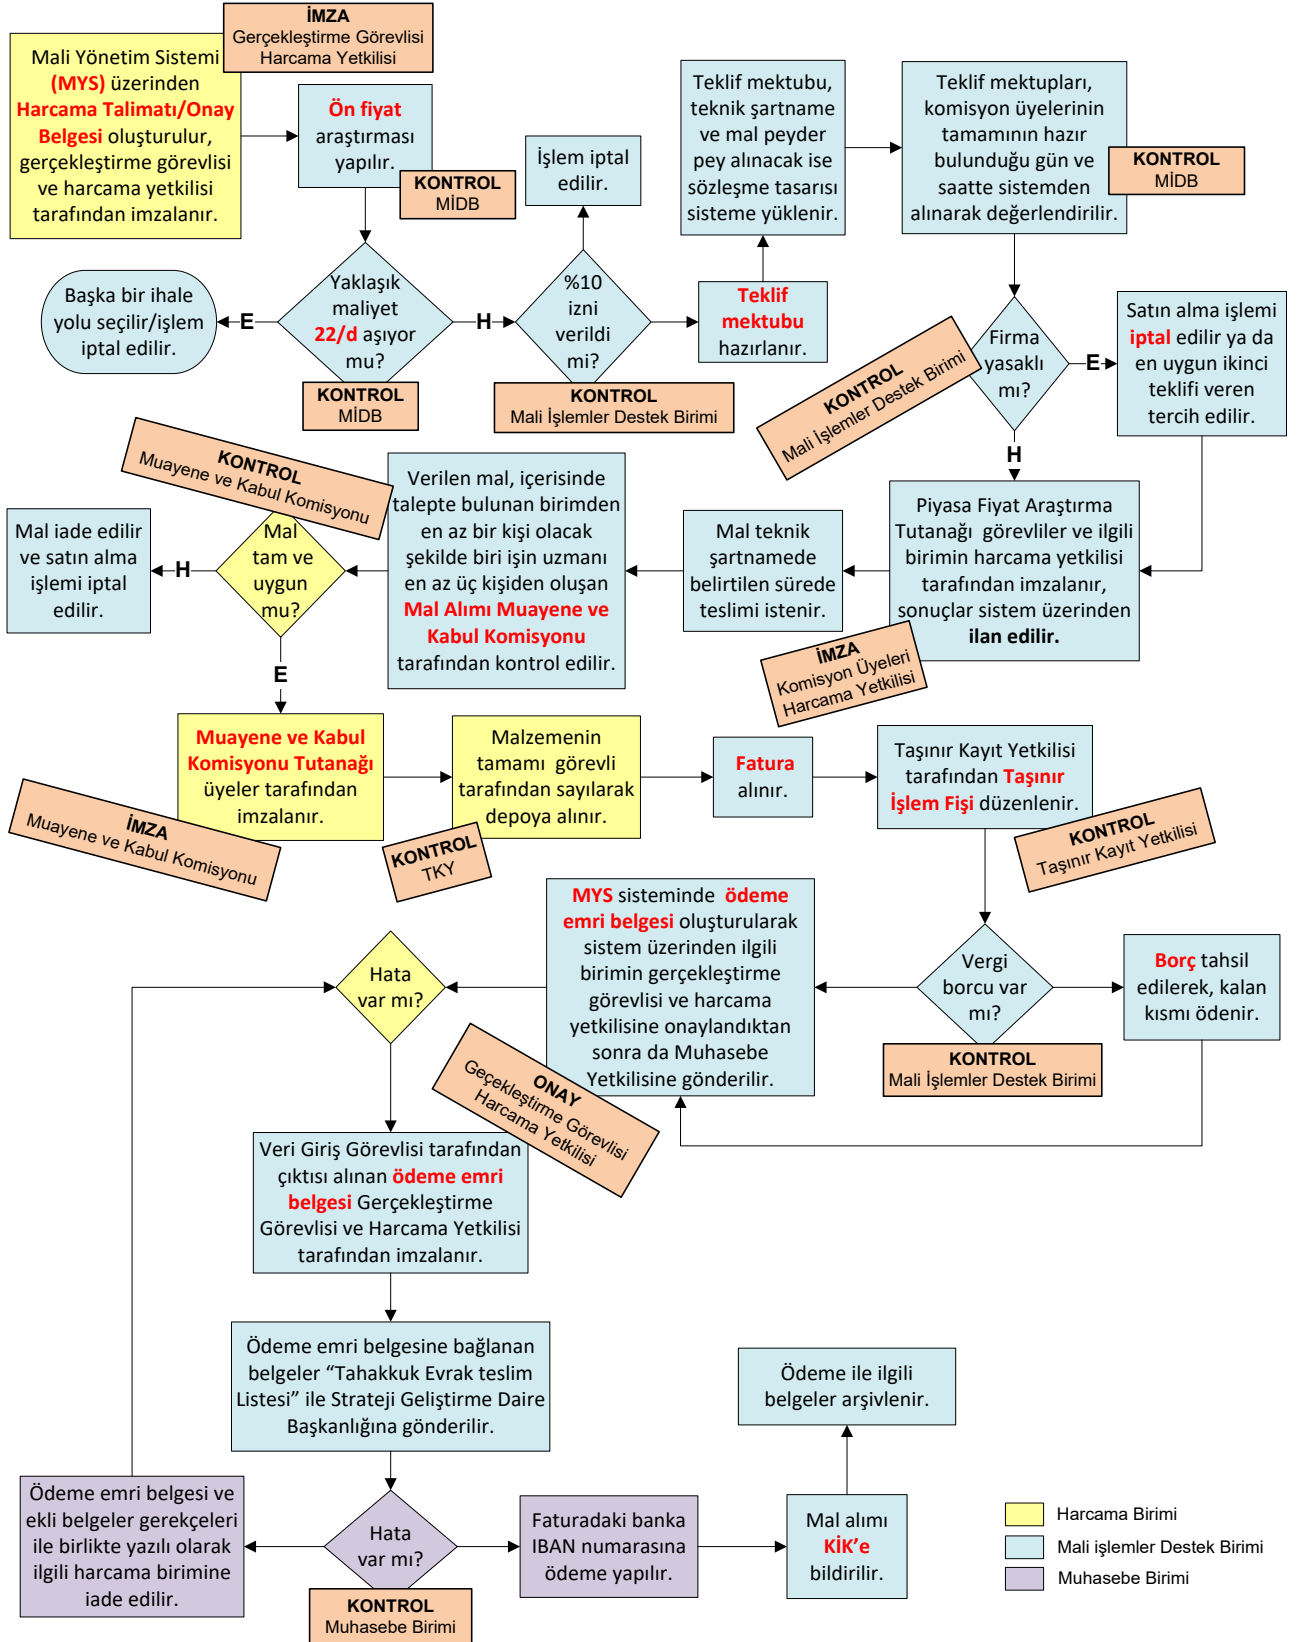 İMZA
Gerçekleştirme Görevlisi
Harcama Yetkilisi
Mali Yönetim Sistemi
(MYS) üzerinden
Harcama Talimatı/Onay
Belgesi oluşturulur,
gerçekleştirme görevlisi
ve harcama yetkilisi
tarafından imzalanır.
Ön fiyat
araştırması
yapılır.
KONTROL
MİDB
İşlem iptal
edilir.
Teklif mektubu,
teknik şartname
ve mal peyder
pey alınacak ise
sözleşme tasarısı
sisteme yüklenir.
Teklif mektupları,
komisyon üyelerinin
tamamının hazır
bulunduğu gün ve
saatte sistemden
alınarak değerlendirilir.
KONTROL
MİDB
Başka bir ihale
yolu seçilir/işlem
iptal edilir.
E
Yaklaşık
maliyet
22/d aşıyor
mu?
KONTROL
MİDB
H
%10
izni
verildi
mi?
KONTROL
Mali İşlemler Destek Birimi
Teklif
mektubu
hazırlanır.
Firma
yasaklı
mı?
KONTROL
Mali İşlemler Destek Birimi
E
Satın alma işlemi
iptal edilir ya da
en uygun ikinci
teklifi veren
tercih edilir.
H
Piyasa Fiyat Araştırma
Tutanağı görevliler ve ilgili
birimin harcama yetkilisi
tarafından imzalanır,
sonuçlar sistem üzerinden
ilan edilir.
İMZA
Komisyon Üyeleri
Harcama Yetkilisi
Mal teknik
şartnamede
belirtilen sürede
teslimi istenir.
Verilen mal, içerisinde
talepte bulunan birimden
en az bir kişi olacak
şekilde biri işin uzmanı
en az üç kişiden oluşan
Mal Alımı Muayene ve
Kabul Komisyonu
tarafından kontrol edilir.
KONTROL
Muayene ve Kabul Komisyonu
Mal
tam ve
uygun
mu?
H
Mal iade edilir
ve satın alma
işlemi iptal
edilir.
E
Muayene ve Kabul
Komisyonu Tutanağı
üyeler tarafından
imzalanır.
İMZA
Muayene ve Kabul Komisyonu
Malzemenin
tamamı görevli
tarafından sayılarak
depoya alınır.
KONTROL
TKY
Fatura
alınır.
Taşınır Kayıt Yetkilisi
tarafından Taşınır
İşlem Fişi düzenlenir.
KONTROL
Taşınır Kayıt Yetkilisi
Vergi
borcu var
mı?
KONTROL
Mali İşlemler Destek Birimi
Borç tahsil
edilerek, kalan
kısmı ödenir.
MYS sisteminde ödeme
emri belgesi oluşturularak
sistem üzerinden ilgili
birimin gerçekleştirme
görevlisi ve harcama
yetkilisine onaylandıktan
sonra da Muhasebe
Yetkilisine gönderilir.
ONAY
Geçekleştirme Görevlisi
Harcama Yetkilisi
Hata
var mı?
Veri Giriş Görevlisi tarafından
çıktısı alınan ödeme emri
belgesi Gerçekleştirme
Görevlisi ve Harcama Yetkilisi
tarafından imzalanır.
Ödeme emri belgesine bağlanan
belgeler “Tahakkuk Evrak teslim
Listesi” ile Strateji Geliştirme Daire
Başkanlığına gönderilir.
Hata
var mı?
KONTROL
Muhasebe Birimi
Ödeme emri belgesi ve
ekli belgeler gerekçeleri
ile birlikte yazılı olarak
ilgili harcama birimine
iade edilir.
Faturadaki banka
IBAN numarasına
ödeme yapılır.
Mal alımı
KİK’e
bildirilir.
Ödeme ile ilgili
belgeler arşivlenir.
Harcama Birimi
Mali işlemler Destek Birimi
Muhasebe Birimi